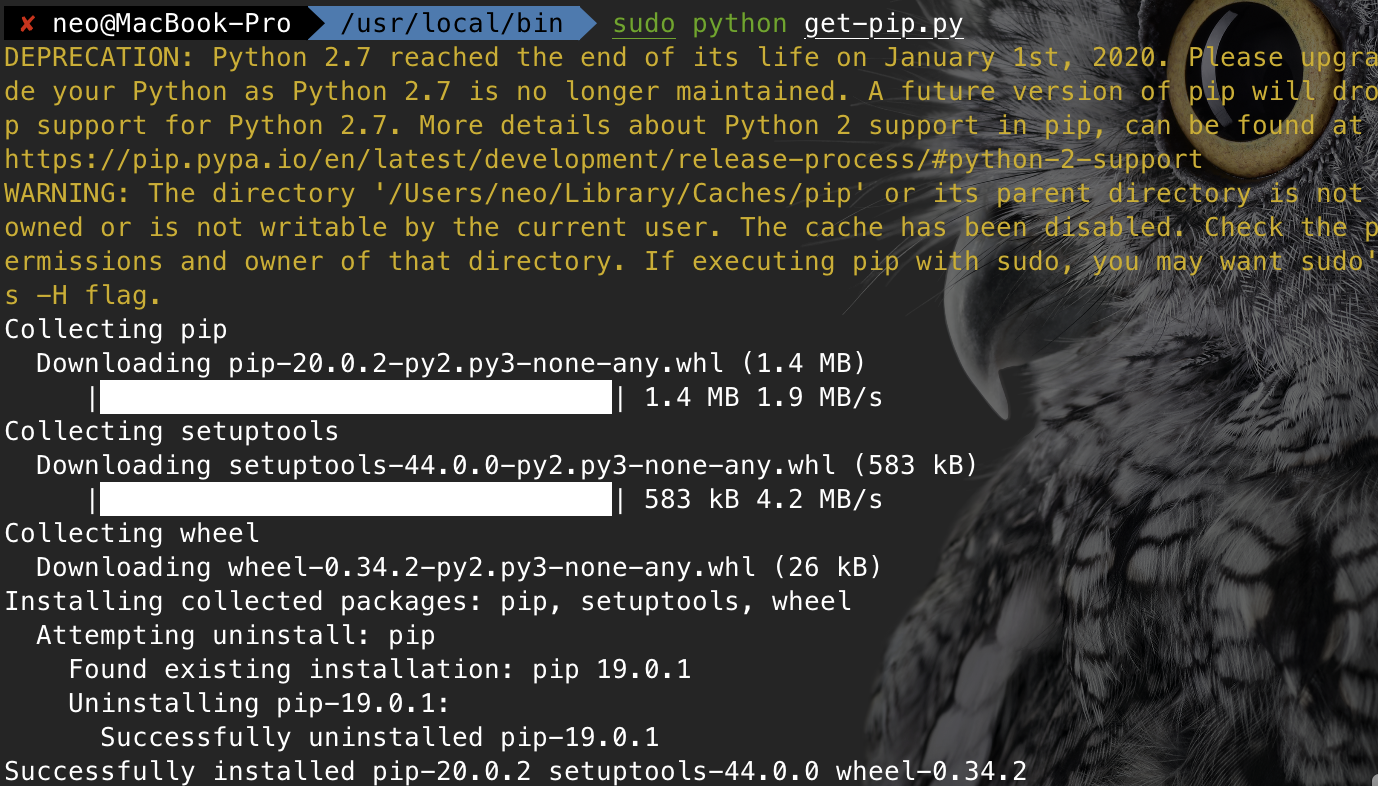 ✘ neo@MacBook-Pro /usr/local/bin sudo python get-pip.py
DEPRECATION: Python 2.7 reached the end of its life on January 1st, 2020. Please upgra
de your Python as Python 2.7 is no longer maintained. A future version of pip will dro
p support for Python 2.7. More details about Python 2 support in pip, can be found at
https://pip.pypa.io/en/latest/development/release-process/#python-2-support
WARNING: The directory '/Users/neo/Library/Caches/pip' or its parent directory is not
owned or is not writable by the current user. The cache has been disabled. Check the p
ermissions and owner of that directory. If executing pip with sudo, you may want sudo'
s -H flag.
Collecting pip
Downloading pip-20.0.2-py2.py3-none-any.whl (1.4 MB)
| | 1.4 MB 1.9 MB/s
Collecting setuptools
Downloading setuptools-44.0.0-py2.py3-none-any.whl (583 kB)
| | 583 kB 4.2 MB/s
Collecting wheel
Downloading wheel-0.34.2-py2.py3-none-any.whl (26 kB)
Installing collected packages: pip, setuptools, wheel
Attempting uninstall: pip
Found existing installation: pip 19.0.1
Uninstalling pip-19.0.1:
Successfully uninstalled pip-19.0.1
Successfully installed pip-20.0.2 setuptools-44.0.0 wheel-0.34.2